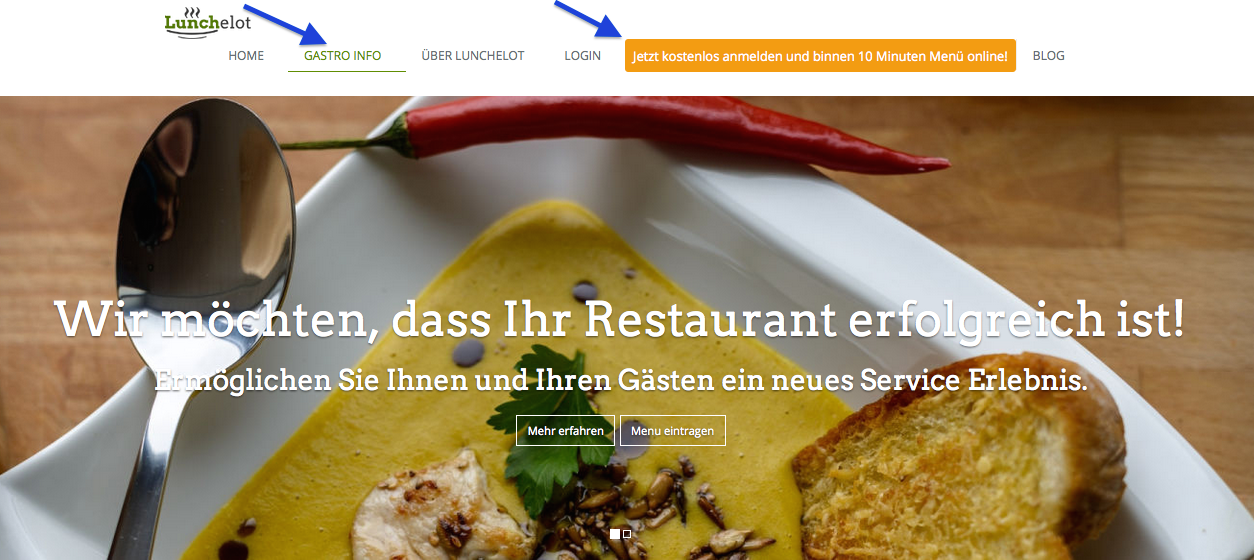 Lunchelot
HOME GASTRO INFO ÜBER LUNCHELOT LOGIN Jetzt kostenlos anmelden und binnen 10 Minuten Menü online! BLOG
Wir möchten, dass Ihr Restaurant erfolgreich ist!
Ermöglichen Sie Ihnen und Ihren Gästen ein neues Service Erlebnis.
Mehr erfahren Menu eintragen